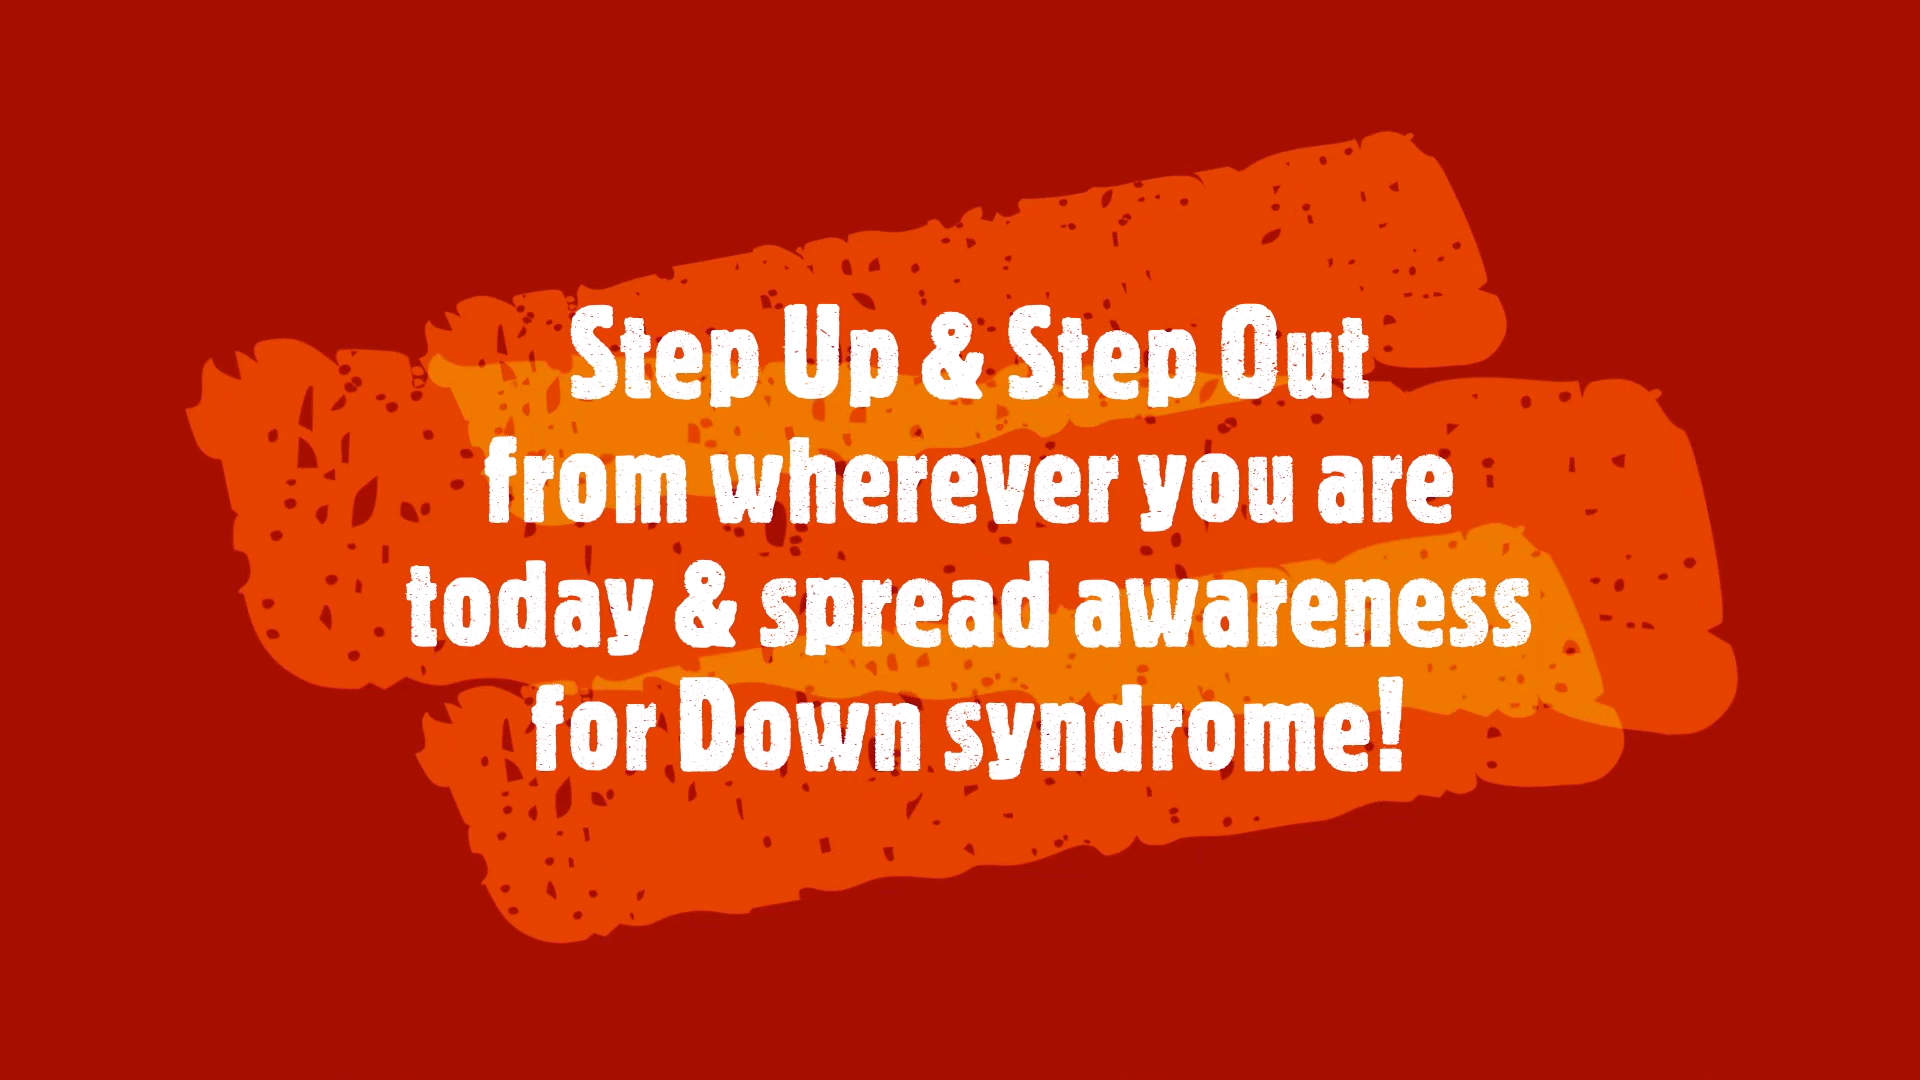 Step Up & Step Out
from wherever you are
today & spread awareness
for Down syndrome!